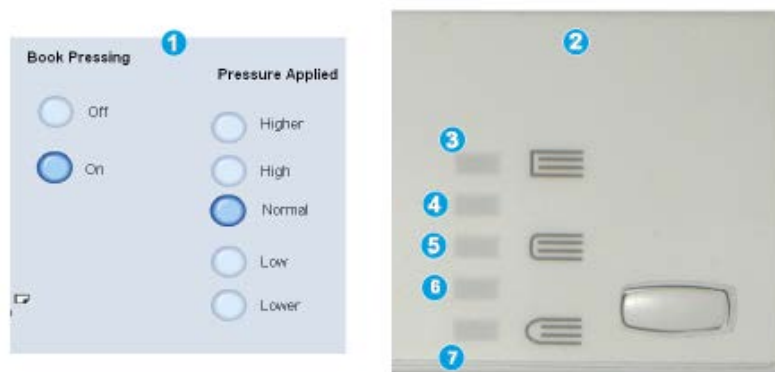 1
2
Book Pressing
Pressure Applied
Off
On
Higher
High
Normal
Low
Lower
3
4
5
6
7